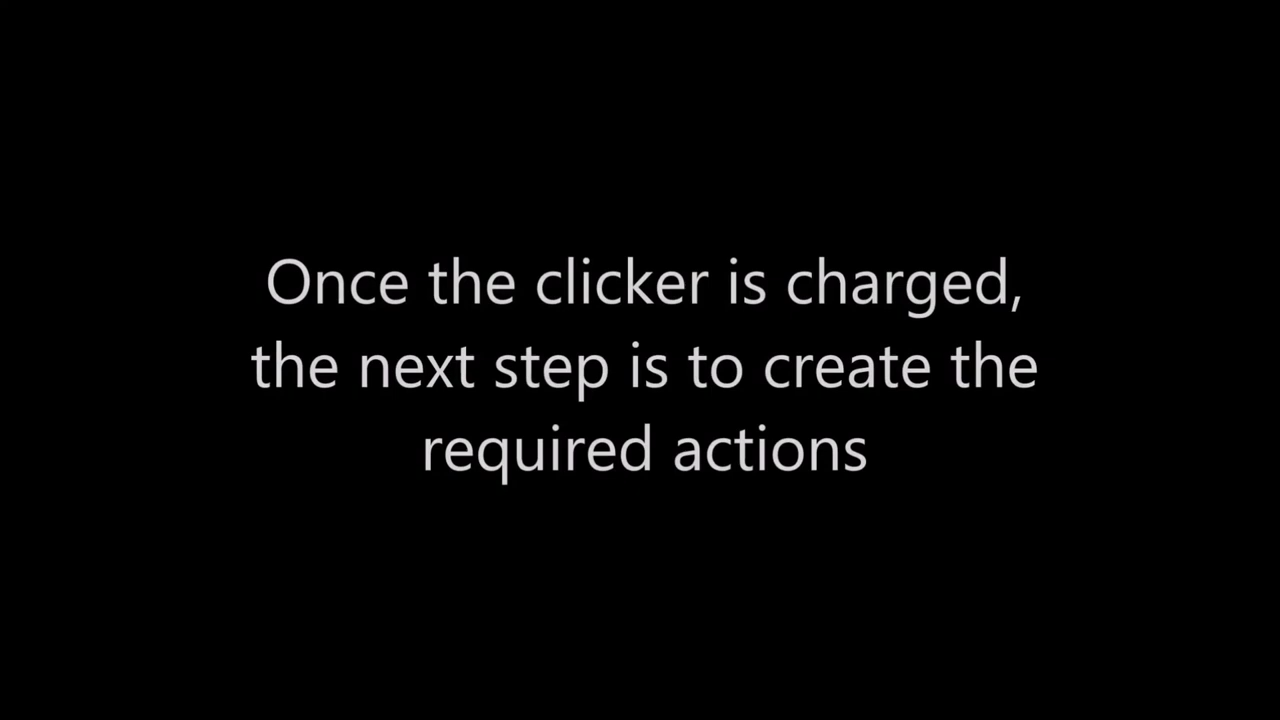 Once the clicker is charged,
the next step is to create the
required actions